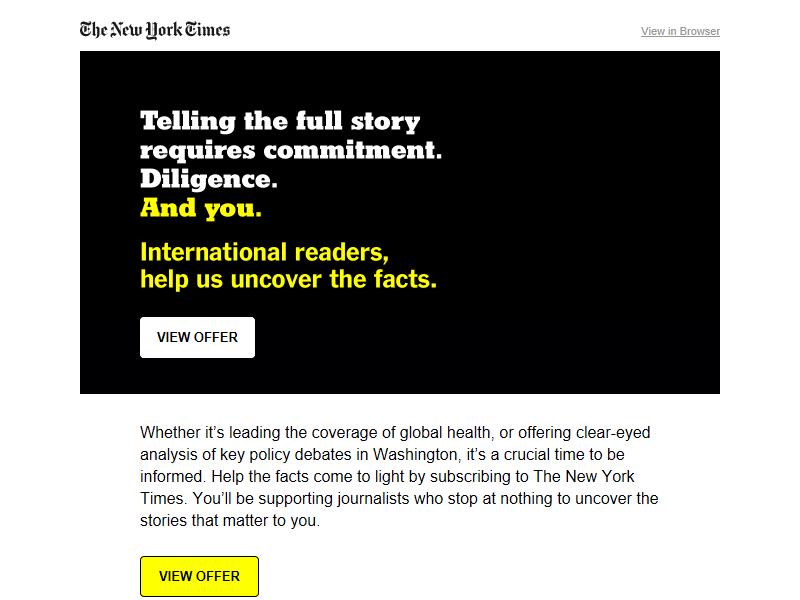 The New York Times
View in Browser
Telling the full story
requires commitment.
Diligence.
And you.
International readers,
help us uncover the facts.
VIEW OFFER
Whether it’s leading the coverage of global health, or offering clear-eyed
analysis of key policy debates in Washington, it’s a crucial time to be
informed. Help the facts come to light by subscribing to The New York
Times. You’ll be supporting journalists who stop at nothing to uncover the
stories that matter to you.
VIEW OFFER